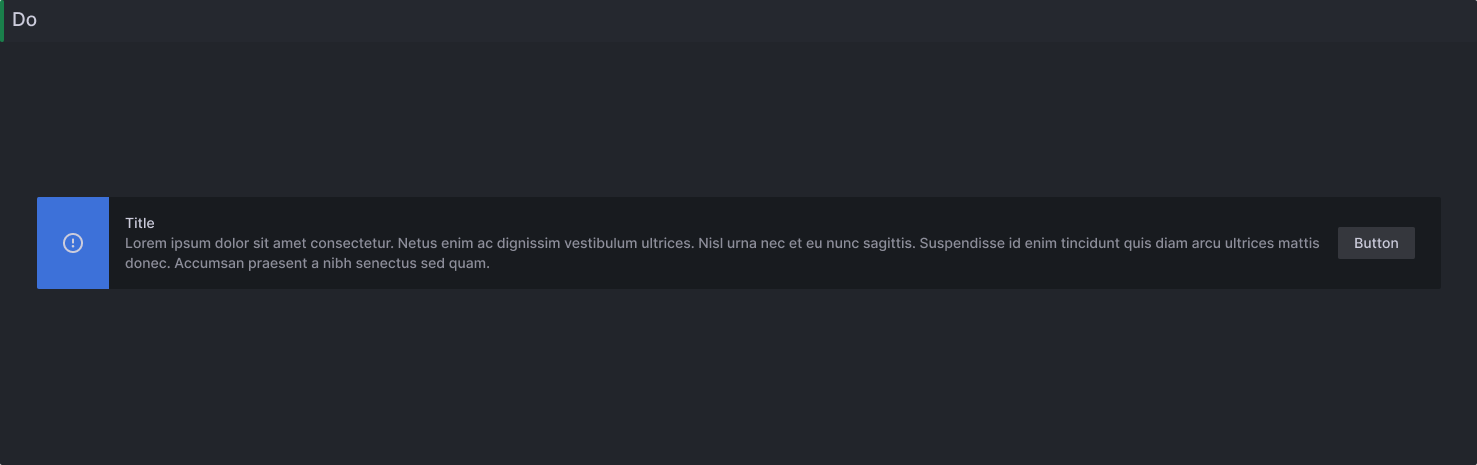 Do
Title
Lorem ipsum dolor sit amet consectetur. Netus enim ac dignissim vestibulum ultrices. Nisl urna nec et eu nunc sagittis. Suspendisse id enim tincidunt quis diam arcu ultrices mattis
donec. Accumsan praesent a nibh senectus sed quam.
Button